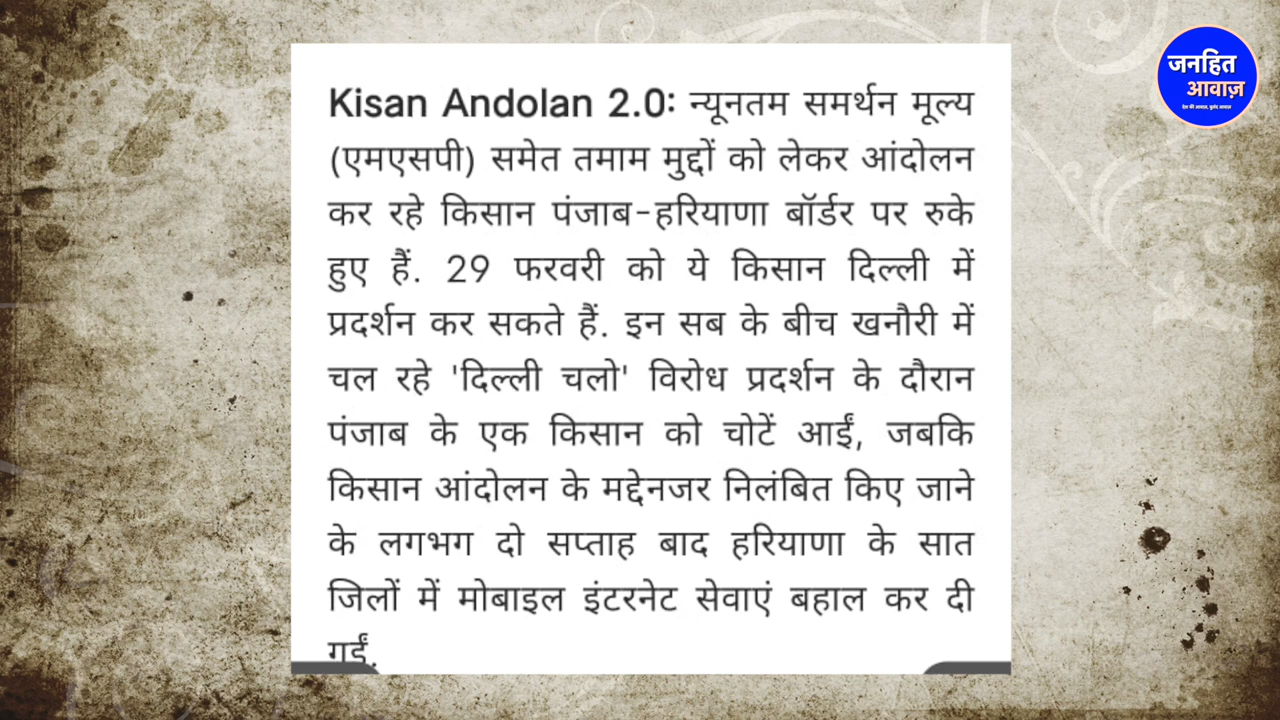 जनहित
आवाज़
देश की आवाज़, बुलंद आवाज़
Kisan Andolan 2.0: न्यूनतम समर्थन मूल्य
(एमएसपी) समेत तमाम मुद्दों को लेकर आंदोलन
कर रहे किसान पंजाब-हरियाणा बॉर्डर पर रुके
हुए हैं. 29 फरवरी को ये किसान दिल्ली में
प्रदर्शन कर सकते हैं. इन सब के बीच खनौरी में
चल रहे 'दिल्ली चलो' विरोध प्रदर्शन के दौरान
पंजाब के एक किसान को चोटें आईं, जबकि
किसान आंदोलन के मद्देनजर निलंबित किए जाने
के लगभग दो सप्ताह बाद हरियाणा के सात
जिलों में मोबाइल इंटरनेट सेवाएं बहाल कर दी
गईं.